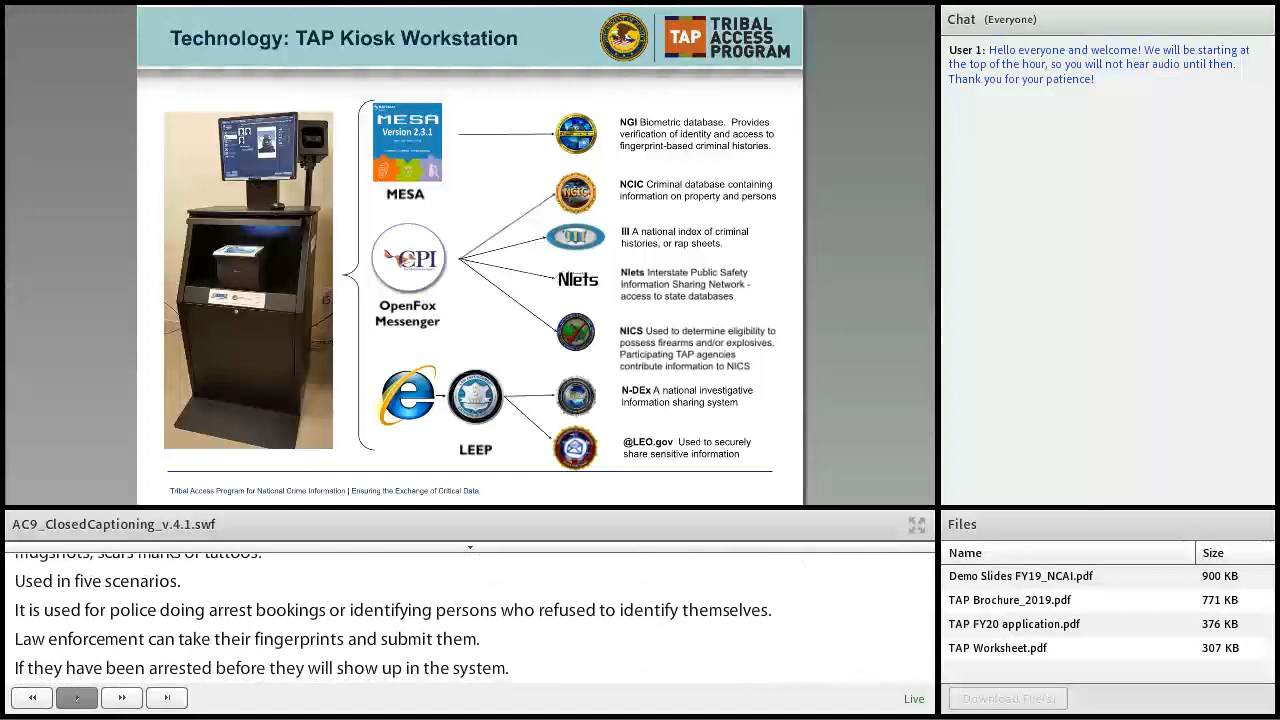 Technology: TAP Kiosk Workstation
TAP
TRIBAL
ACCESS
PROGRAM
MESA
Version 2.3.1
MESA
CPI
OpenFox
Messenger
LEEP
NGI Biometric database. Provides
verification of identity and access to
fingerprint-based criminal histories.
NCIC
NCIC Criminal database containing
information on property and persons
III
III A national index of criminal
histories, or rap sheets.
Nlets
Nlets Interstate Public Safety
Information Sharing Network -
access to state databases
NICS Used to determine eligibility to
possess firearms and/or explosives.
Participating TAP agencies
contribute information to NICS
N-DEx A national investigative
information sharing system
@LEO.gov Used to securely
share sensitive information
Tribal Access Program for National Crime Information | Ensuring the Exchange of Critical Data
Chat (Everyone)
User 1: Hello everyone and welcome! We will be starting at
the top of the hour, so you will not hear audio until then.
Thank you for your patience!
AC9_ClosedCaptioning_v.4.1.swf
mugshots, scars marks or tattoos.
Used in five scenarios.
It is used for police doing arrest bookings or identifying persons who refused to identify themselves.
Law enforcement can take their fingerprints and submit them.
If they have been arrested before they will show up in the system.
Live
Files
Name Size
Demo Slides FY19_NCAI.pdf 900 KB
TAP Brochure_2019.pdf 771 KB
TAP FY20 application.pdf 376 KB
TAP Worksheet.pdf 307 KB
Download File(s)